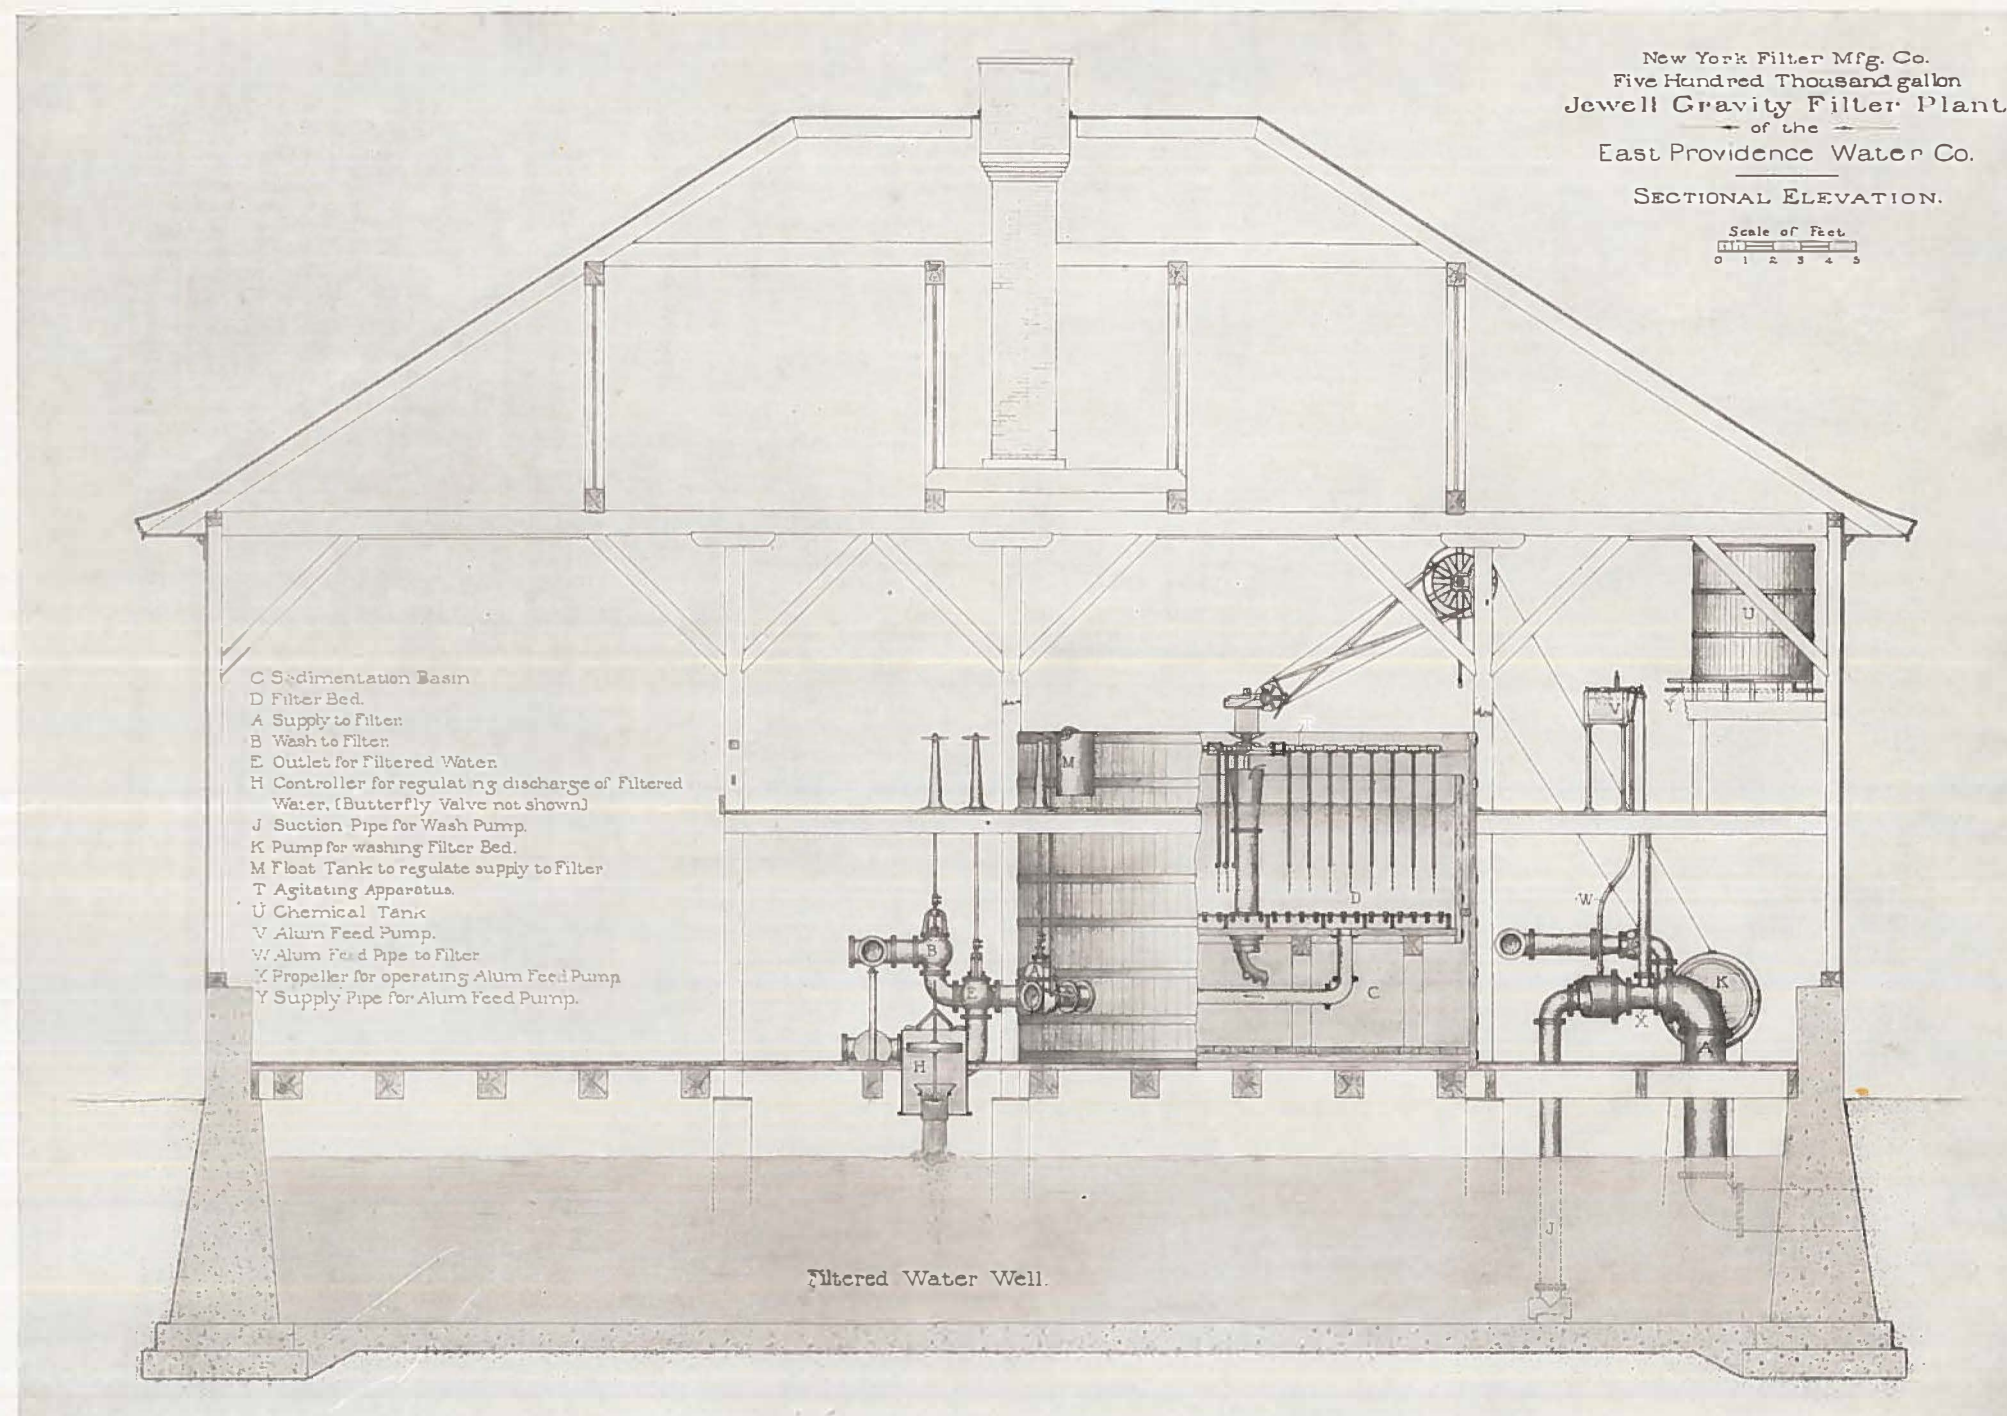 New York Filter Mfg. Co.
Five Hundred Thousand gallon
Jewell Gravity Filter Plant
of the
East Providence Water Co.
SECTIONAL ELEVATION.
Scale of Feet
0 1 2 3 4 5
U
V
Y
T
M
C Sedimentation Basin
D Filter Bed.
A Supply to Filter.
B Wash to Filter.
E Outlet for Filtered Water.
H Controller for regulating discharge of Filtered
Water, [Butterfly Valve not shown]
J Suction Pipe for Wash Pump.
K Pump for washing Filter Bed.
M Float Tank to regulate supply to Filter
T Agitating Apparatus.
U Chemical Tank
V Alum Feed Pump.
W Alum Feed Pipe to Filter
X Propeller for operating Alum Feed Pump
Y Supply Pipe for Alum Feed Pump.
D
W
B
A
E
C
K
X
A
H
J
Filtered Water Well.